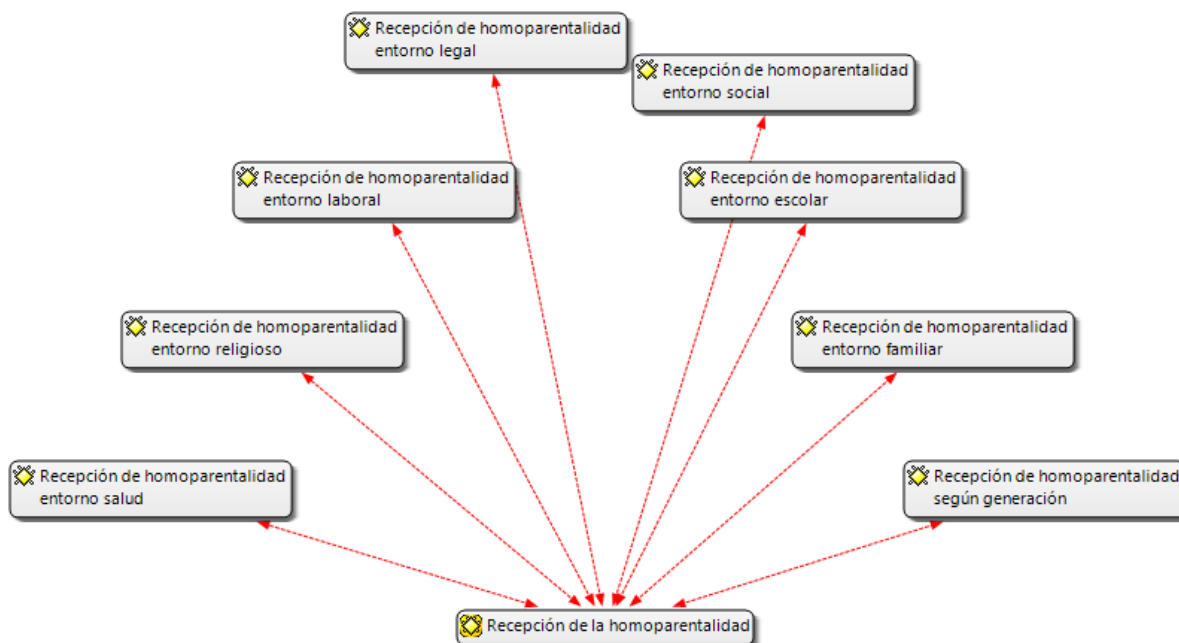 Recepción de homoparentalidad
entorno legal
Recepción de homoparentalidad
entorno social
Recepción de homoparentalidad
entorno laboral
Recepción de homoparentalidad
entorno escolar
Recepción de homoparentalidad
entorno religioso
Recepción de homoparentalidad
entorno familiar
Recepción de homoparentalidad
entorno salud
Recepción de homoparentalidad
según generación
Recepción de la homoparentalidad